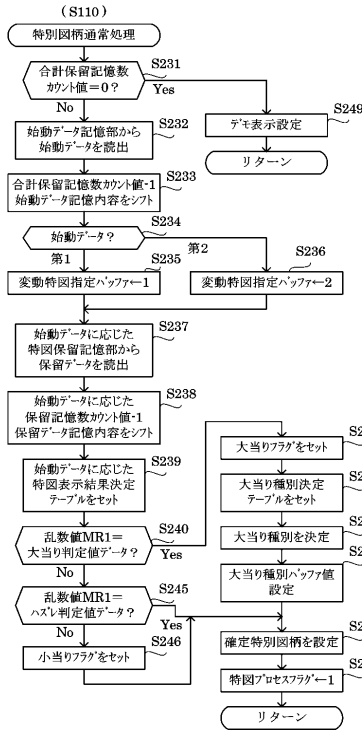 (S110)
特別図柄通常処理
合計保留記憶数
カウント値=0?
S231
No
Yes
始動データ記憶部から
始動データを読出
S232
S249
デモ表示設定
リターン
合計保留記憶数カウント値-1
始動データ記憶内容をシフト
S233
始動データ?
S234
第1
第2
変動特図指定バッファ←1
S235
変動特図指定バッファ←2
S236
始動データに応じた
特図保留記憶部から
保留データを読出
S237
始動データに応じた
保留記憶数カウント値-1
保留データ記憶内容をシフト
S238
始動データに応じた
特図表示結果決定
テーブルをセット
S239
乱数値MR1=
大当り判定値データ?
S240
Yes
No
乱数値MR1=
ハズレ判定値データ?
S245
Yes
No
小当りフラグをセット
S246
大当りフラグをセット
大当り種別決定
テーブルをセット
大当り種別を決定
大当り種別バッファ値
設定
確定特別図柄を設定
特図プロセスフラグ←1
リターン